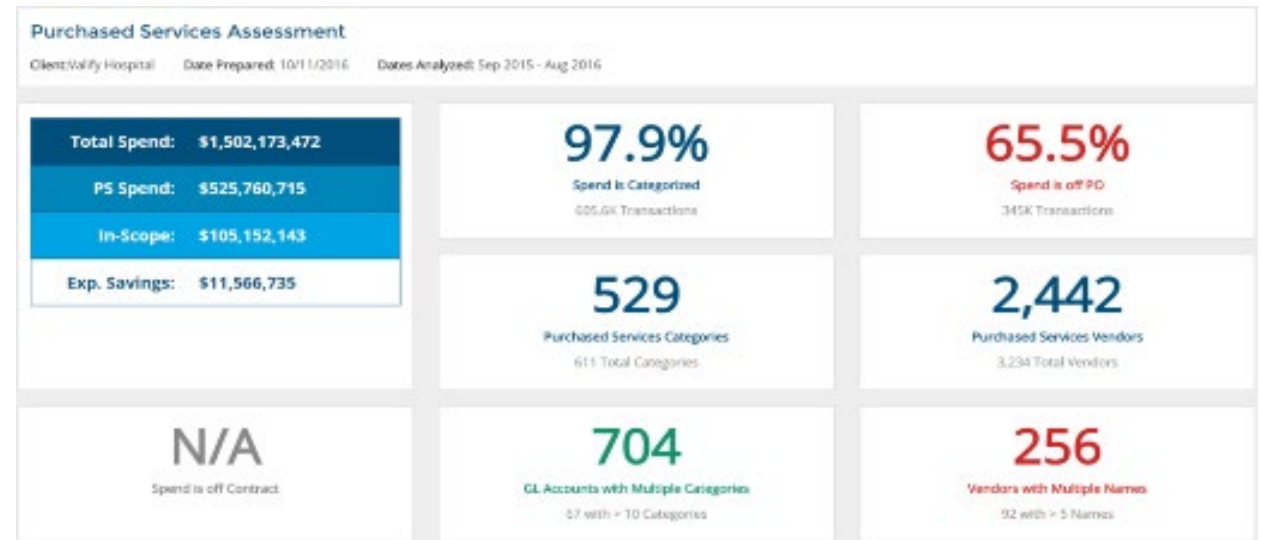 Purchased Services Assessment
Client:Valify Hospital Date Prepared: 10/11/2016 Dates Analyzed: Sep 2015 - Aug 2016
Total Spend: $1,502,173,472
PS Spend: $525,760,715
In-Scope: $105,152,143
Exp. Savings: $11,566,735
97.9%
Spend is Categorized
605.6K Transactions
65.5%
Spend is off PO
345K Transactions
529
Purchased Services Categories
611 Total Categories
2,442
Purchased Services Vendors
3,234 Total Vendors
N/A
Spend is off Contract
704
GL Accounts with Multiple Categories
67 with > 10 Categories
256
Vendors with Multiple Names
92 with > 5 Names